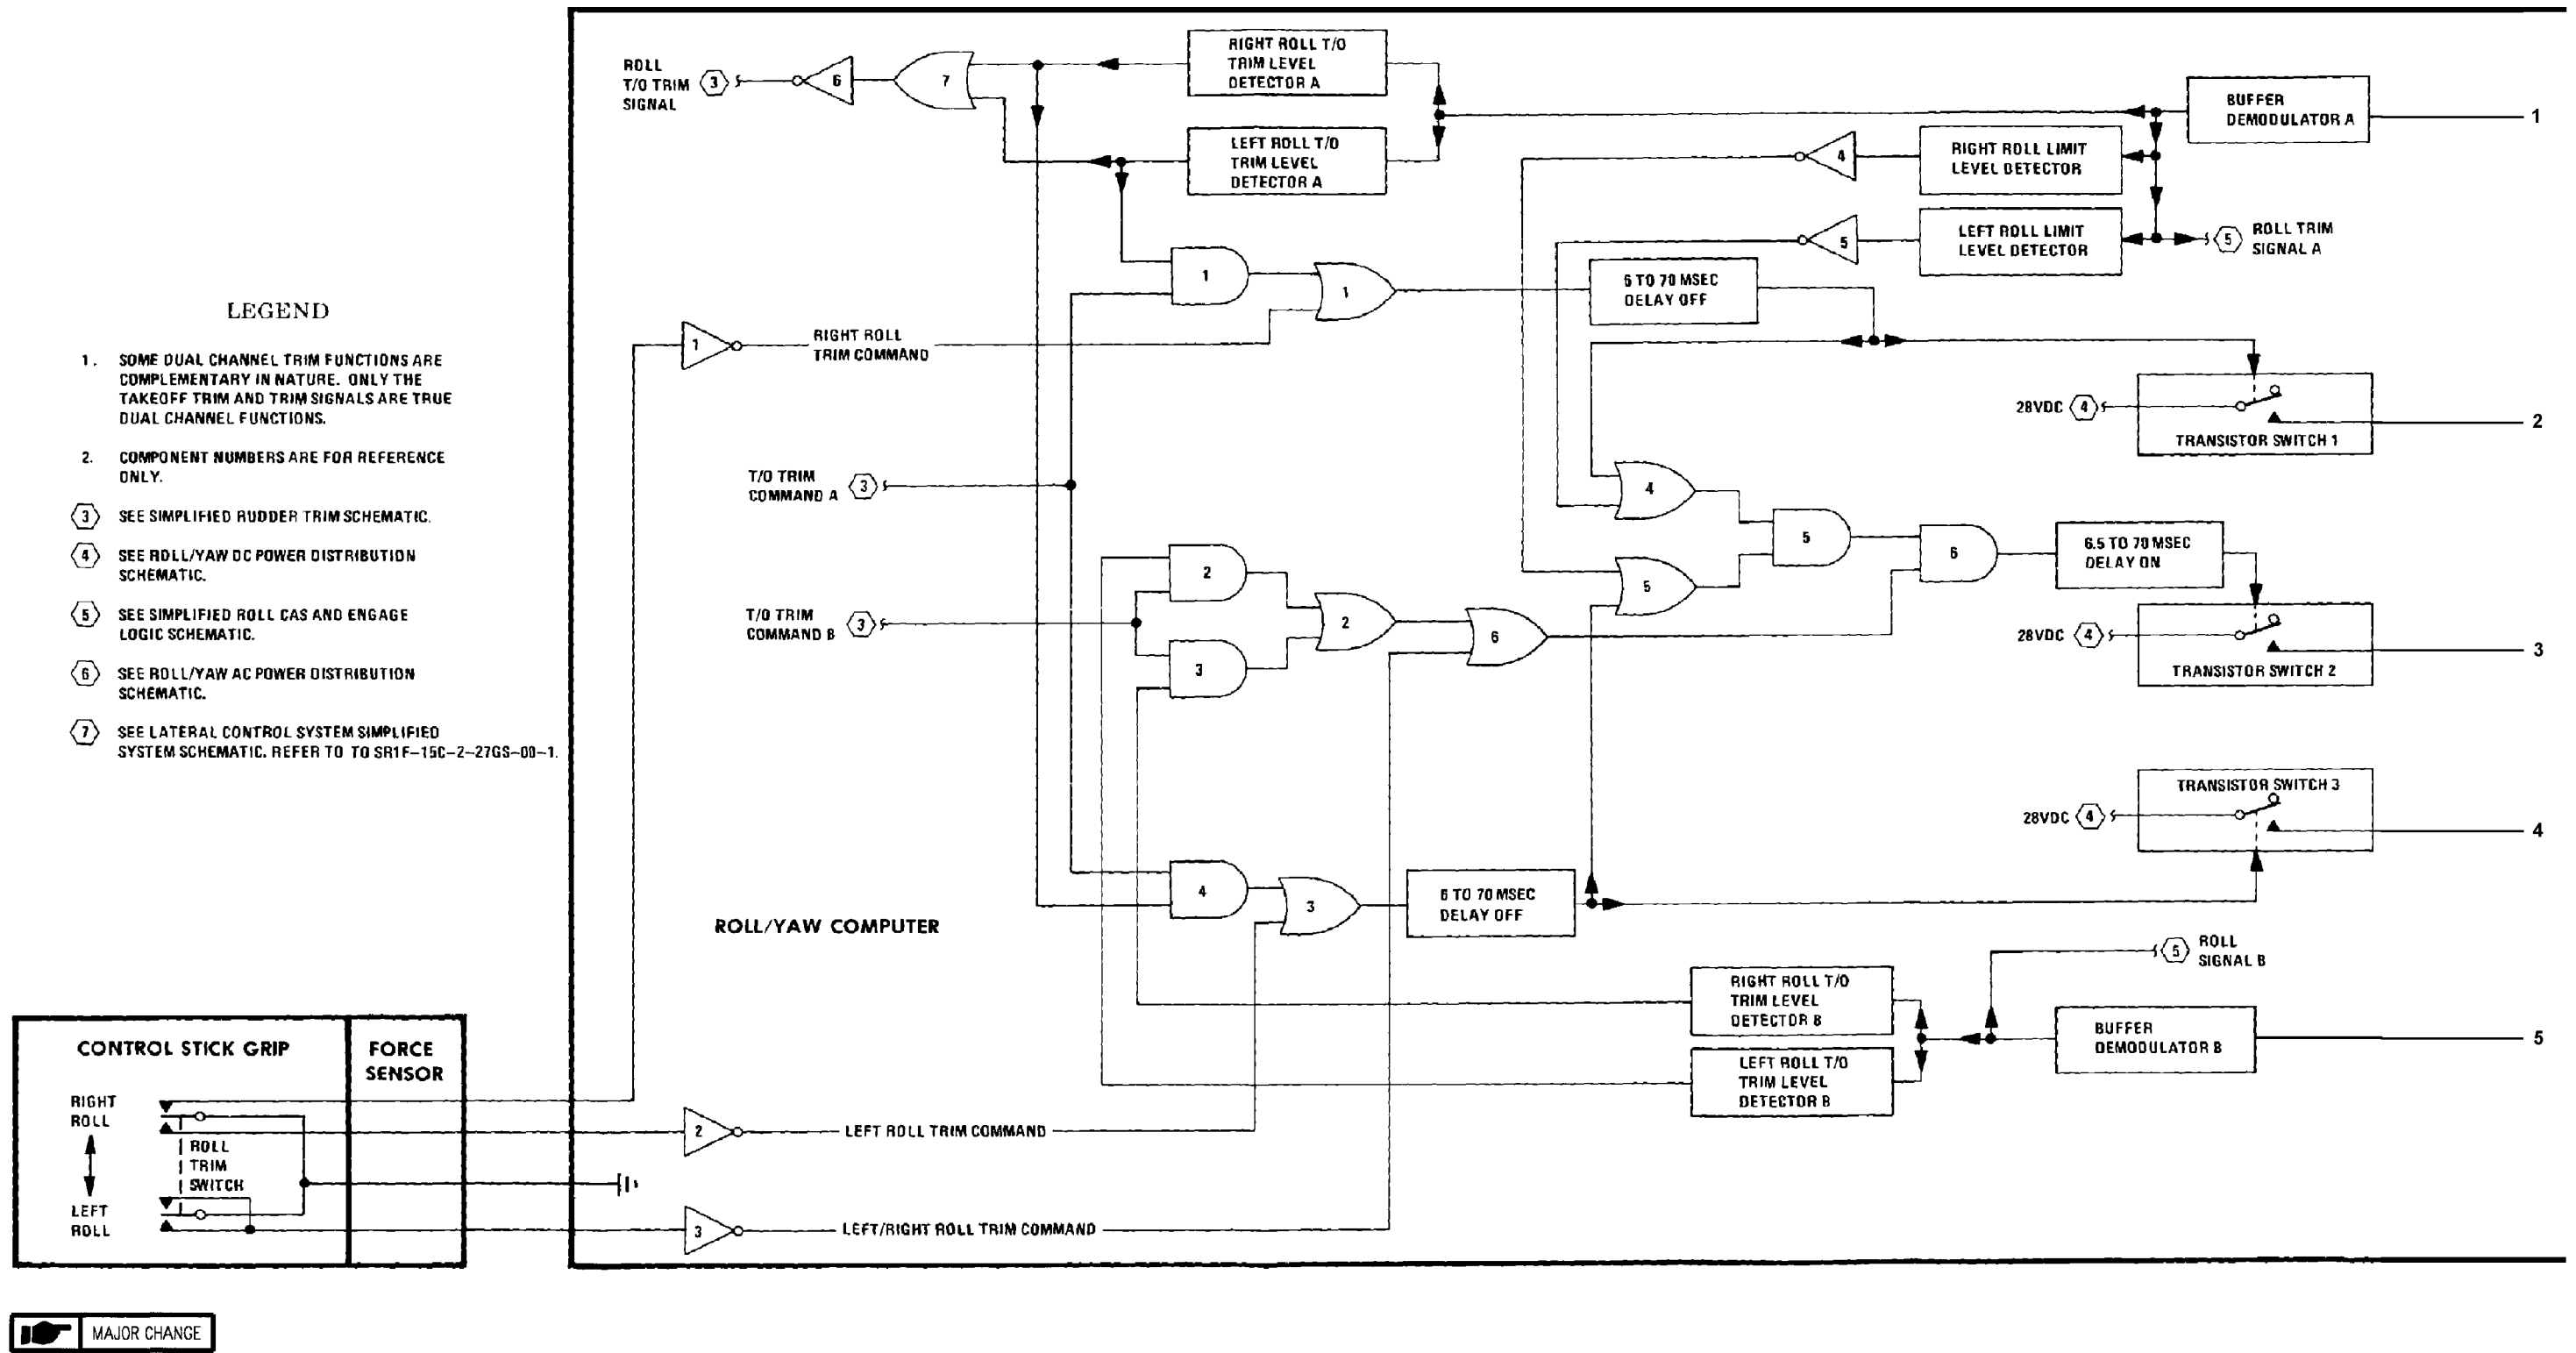 ROLL
T/O TRIM
SIGNAL
3
6
7
RIGHT ROLL T/O
TRIM LEVEL
DETECTOR A
LEFT ROLL T/O
TRIM LEVEL
DETECTOR A
BUFFER
DEMODULATOR A
1
4
RIGHT ROLL LIMIT
LEVEL DETECTOR
5
LEFT ROLL LIMIT
LEVEL DETECTOR
5
ROLL TRIM
SIGNAL A
LEGEND
1. SOME DUAL CHANNEL TRIM FUNCTIONS ARE
COMPLEMENTARY IN NATURE. ONLY THE
TAKEOFF TRIM AND TRIM SIGNALS ARE TRUE
DUAL CHANNEL FUNCTIONS.
2. COMPONENT NUMBERS ARE FOR REFERENCE
ONLY.
3 SEE SIMPLIFIED RUDDER TRIM SCHEMATIC.
4 SEE ROLL/YAW DC POWER DISTRIBUTION
SCHEMATIC.
5 SEE SIMPLIFIED ROLL CAS AND ENGAGE
LOGIC SCHEMATIC.
6 SEE ROLL/YAW AC POWER DISTRIBUTION
SCHEMATIC.
7 SEE LATERAL CONTROL SYSTEM SIMPLIFIED
SYSTEM SCHEMATIC. REFER TO TO SR1F-15C-2-27GS-00-1.
1
1
6 TO 70 MSEC
DELAY OFF
1
RIGHT ROLL
TRIM COMMAND
28VDC 4
TRANSISTOR SWITCH 1
2
T/O TRIM
COMMAND A
3
4
5
6
6.5 TO 70 MSEC
DELAY ON
2
5
T/O TRIM
COMMAND B
3
2
6
3
28VDC 4
TRANSISTOR SWITCH 2
3
TRANSISTOR SWITCH 3
28VDC 4
4
4
3
6 TO 70 MSEC
DELAY OFF
ROLL/YAW COMPUTER
5
ROLL
SIGNAL B
RIGHT ROLL T/O
TRIM LEVEL
DETECTOR B
LEFT ROLL T/O
TRIM LEVEL
DETECTOR B
BUFFER
DEMODULATOR B
5
CONTROL STICK GRIP
FORCE
SENSOR
RIGHT
ROLL
ROLL
TRIM
SWITCH
LEFT
ROLL
2
LEFT ROLL TRIM COMMAND
3
LEFT/RIGHT ROLL TRIM COMMAND
MAJOR CHANGE